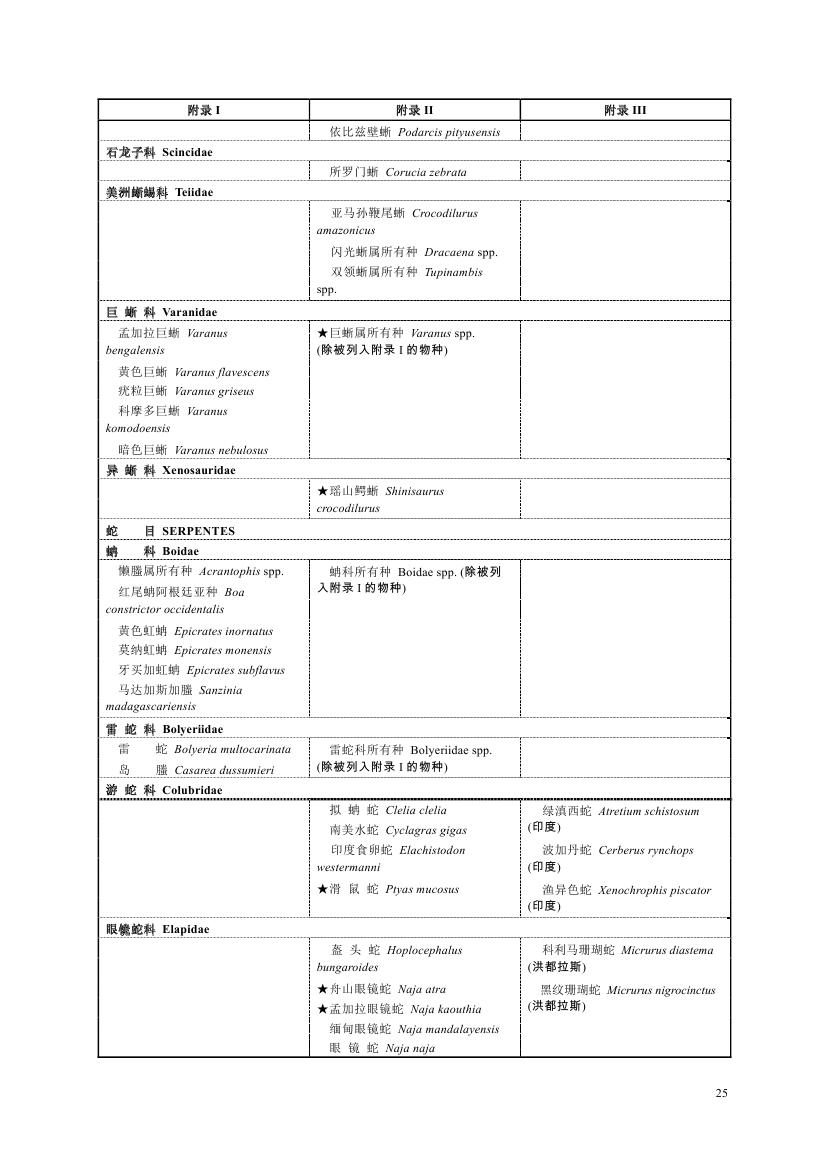 附录 I 附录 II 附录 III
依比兹壁蜥 Podarcis pityusensis
石龙子科 Scincidae
所罗门蜥 Corucia zebrata
美洲蜥蜴科 Teiidae
亚马孙鞭尾蜥 Crocodilurus
amazonicus
闪光蜥属所有种 Dracaena spp.
双领蜥属所有种 Tupinambis
spp.
巨 蜥 科 Varanidae
孟加拉巨蜥 Varanus
bengalensis
黄色巨蜥 Varanus flavescens
疣粒巨蜥 Varanus griseus
科摩多巨蜥 Varanus
komodoensis
暗色巨蜥 Varanus nebulosus
★巨蜥属所有种 Varanus spp.
(除被列入附录 I 的物种)
异 蜥 科 Xenosauridae
★瑶山鳄蜥 Shinisaurus
crocodilurus
蛇 目 SERPENTES
蚺 科 Boidae
懒螣属所有种 Acrantophis spp.
红尾蚺阿根廷亚种 Boa
constrictor occidentalis
黄色虹蚺 Epicrates inornatus
莫纳虹蚺 Epicrates monensis
牙买加虹蚺 Epicrates subflavus
马达加斯加螣 Sanzinia
madagascariensis
蚺科所有种 Boidae spp. (除被列
入附录 I 的物种)
雷 蛇 科 Bolyeriidae
雷 蛇 Bolyeria multocarinata
岛 螣 Casarea dussumieri
雷蛇科所有种 Bolyeriidae spp.
(除被列入附录 I 的物种)
游 蛇 科 Colubridae
拟 蚺 蛇 Clelia clelia
南美水蛇 Cyclagras gigas
印度食卵蛇 Elachistodon
westermanni
★滑 鼠 蛇 Ptyas mucosus
绿滇西蛇 Atretium schistosum
(印度)
波加丹蛇 Cerberus rynchops
(印度)
渔异色蛇 Xenochrophis piscator
(印度)
眼镜蛇科 Elapidae
盔 头 蛇 Hoplocephalus
bungaroides
★舟山眼镜蛇 Naja atra
★孟加拉眼镜蛇 Naja kaouthia
缅甸眼镜蛇 Naja mandalayensis
眼 镜 蛇 Naja naja
科利马珊瑚蛇 Micrurus diastema
(洪都拉斯)
黑纹珊瑚蛇 Micrurus nigrocinctus
(洪都拉斯)
25